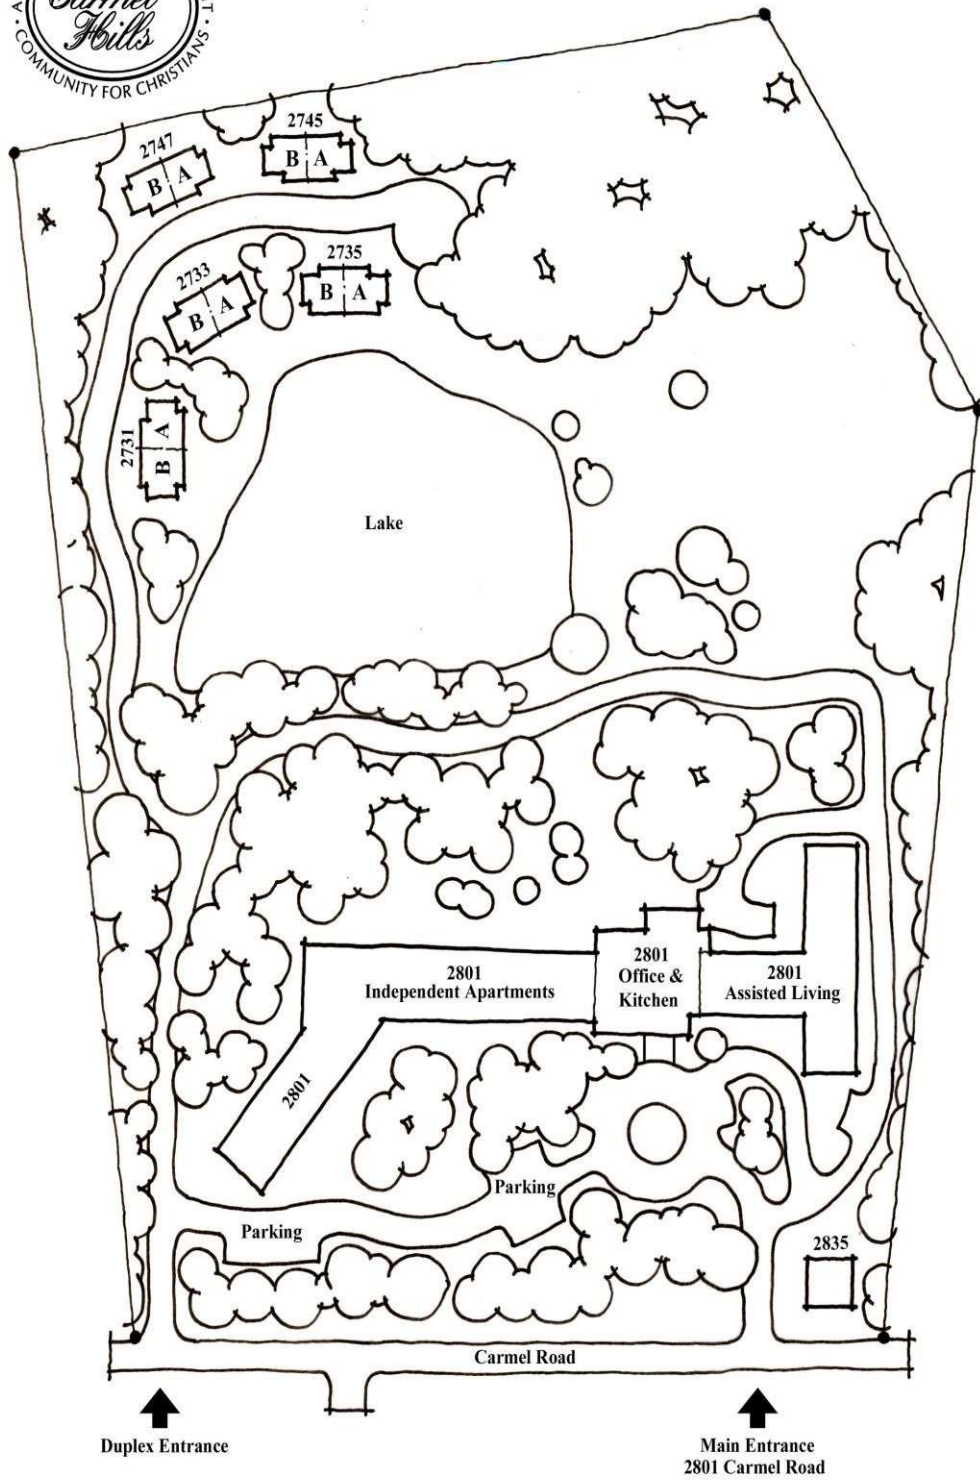 Carmel
Hills
COMMUNITY FOR CHRISTIANS
2747
B A
2745
B A
2733
B A
2735
B A
2731
B A
Lake
2801
Independent Apartments
2801
Office &
Kitchen
2801
Assisted Living
2801
Parking
Parking
2835
Carmel Road
Duplex Entrance
Main Entrance
2801 Carmel Road